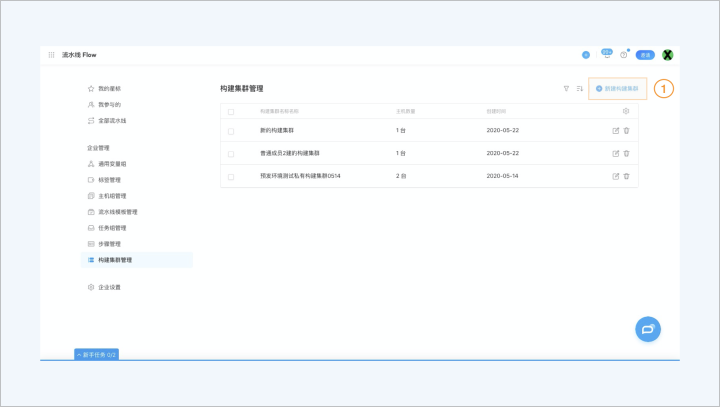 流水线 Flow
邀请
我的星标
我参与的
全部流水线
企业管理
通用变量组
标签管理
主机组管理
流水线模板管理
任务组管理
步骤管理
构建集群管理
企业设置
构建集群管理
新建构建集群
1
构建集群名称名称 主机数量 创建时间
新的构建集群 1 台 2020-05-22
普通成员2建的构建集群 1 台 2020-05-22
预发环境测试私有构建集群0514 2 台 2020-05-14
新手任务 0/2